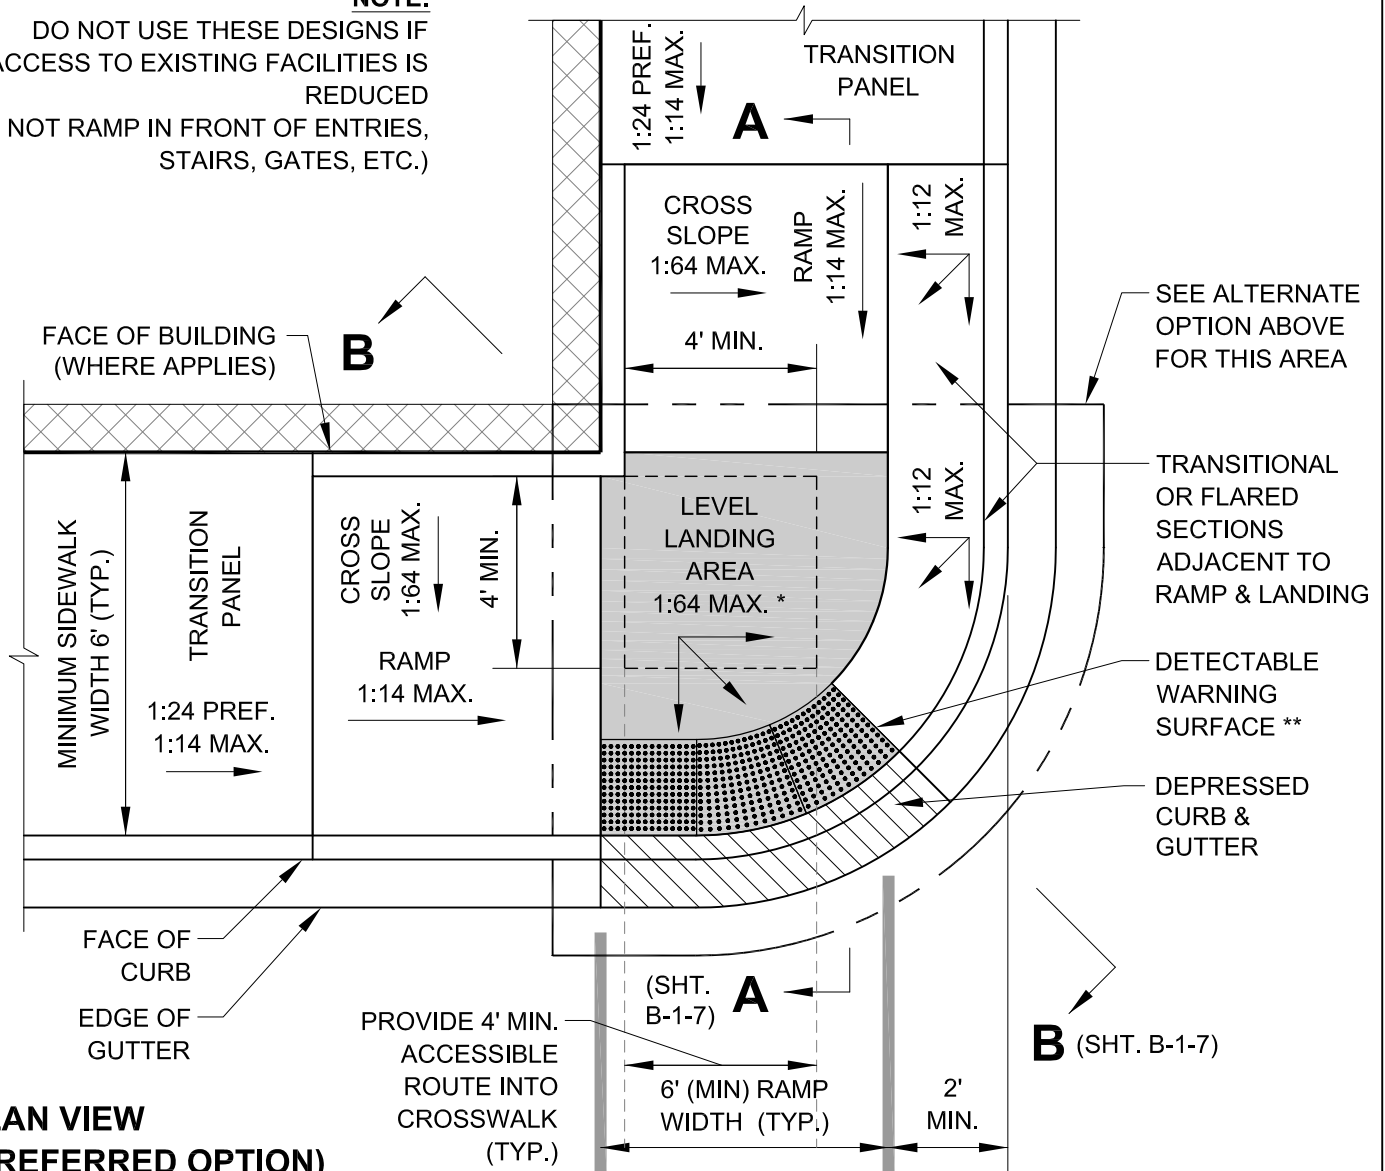 NOTE:
DO NOT USE THESE DESIGNS IF
ACCESS TO EXISTING FACILITIES IS
REDUCED
NOT RAMP IN FRONT OF ENTRIES,
STAIRS, GATES, ETC.)
1:24 PREF.
1:14 MAX.
TRANSITION
PANEL
A
CROSS
SLOPE
1:64 MAX.
RAMP
1:14 MAX.
1:12
MAX.
4' MIN.
SEE ALTERNATE
OPTION ABOVE
FOR THIS AREA
FACE OF BUILDING
(WHERE APPLIES)
B
MINIMUM SIDEWALK
WIDTH 6' (TYP.)
TRANSITION
PANEL
1:24 PREF.
1:14 MAX.
CROSS
SLOPE
1:64 MAX.
4' MIN.
RAMP
1:14 MAX.
LEVEL
LANDING
AREA
1:64 MAX. *
1:12
MAX.
TRANSITIONAL
OR FLARED
SECTIONS
ADJACENT TO
RAMP & LANDING
DETECTABLE
WARNING
SURFACE **
DEPRESSED
CURB &
GUTTER
FACE OF
CURB
EDGE OF
GUTTER
(SHT.
B-1-7)
A
PROVIDE 4' MIN.
ACCESSIBLE
ROUTE INTO
CROSSWALK
(TYP.)
6' (MIN) RAMP
WIDTH (TYP.)
2'
MIN.
B (SHT. B-1-7)
LAN VIEW
REFERRED OPTION)